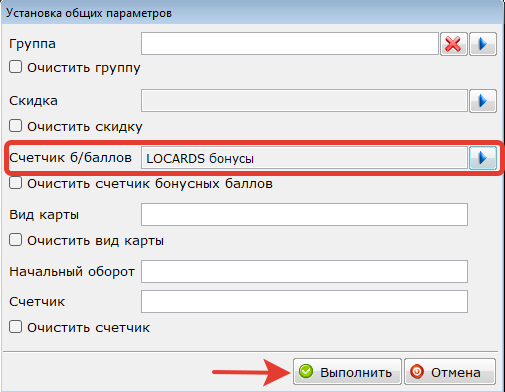 Установка общих параметров
Группа
Очистить группу
Скидка
Очистить скидку
Счетчик б/баллов LOCARDS бонусы
Очистить счетчик бонусных баллов
Вид карты
Очистить вид карты
Начальный оборот
Счетчик
Очистить счетчик
Выполнить Отмена